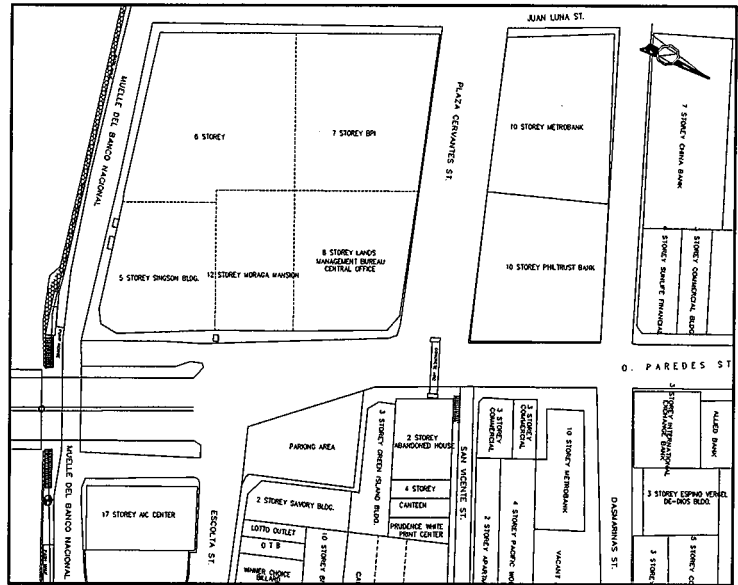 JUAN LUNA ST.
MUELLE DEL BANCO NACIONAL
6 STOREY
7 STOREY BPI
PLAZA CERVANTES ST.
10 STOREY METROBANK
7 STOREY CHINA BANK
5 STOREY SINGSON BLDG.
12 STOREY MORAGA MANSION
8 STOREY LANDS
MANAGEMENT BUREAU
CENTRAL OFFICE
10 STOREY PHILTRUST BANK
STOREY SUNLIFE FINANCIAL
STOREY COMMERCIAL BLDG
O. PAREDES ST
PARKING AREA
3 STOREY GREEN ISLAND BLDG.
2 STOREY
ABANDONED HOUSE
4 STOREY
CANTEEN
PRUDENCE WHITE
PRINT CENTER
SAN VICENTE ST.
3 STOREY
COMMERCIAL
3 STOREY
COMMERCIAL
10 STOREY METROBANK
2 STOREY
4 STOREY PACIFIC
VACANT
DASMARINAS ST.
3 STOREY INTERNATIONAL
EXCHANGE BANK
ALLIED BANK
3 STOREY ESPINO VERGEL
DE-DIOS BLDG.
3 STORE
MUELLE DEL BANCO NACIONAL
17 STOREY AIC CENTER
ESCOLTA ST.
2 STOREY SAVORY BLDG.
LOTTO OUTLET
O T B
WINNER CHOICE
10 STOREY